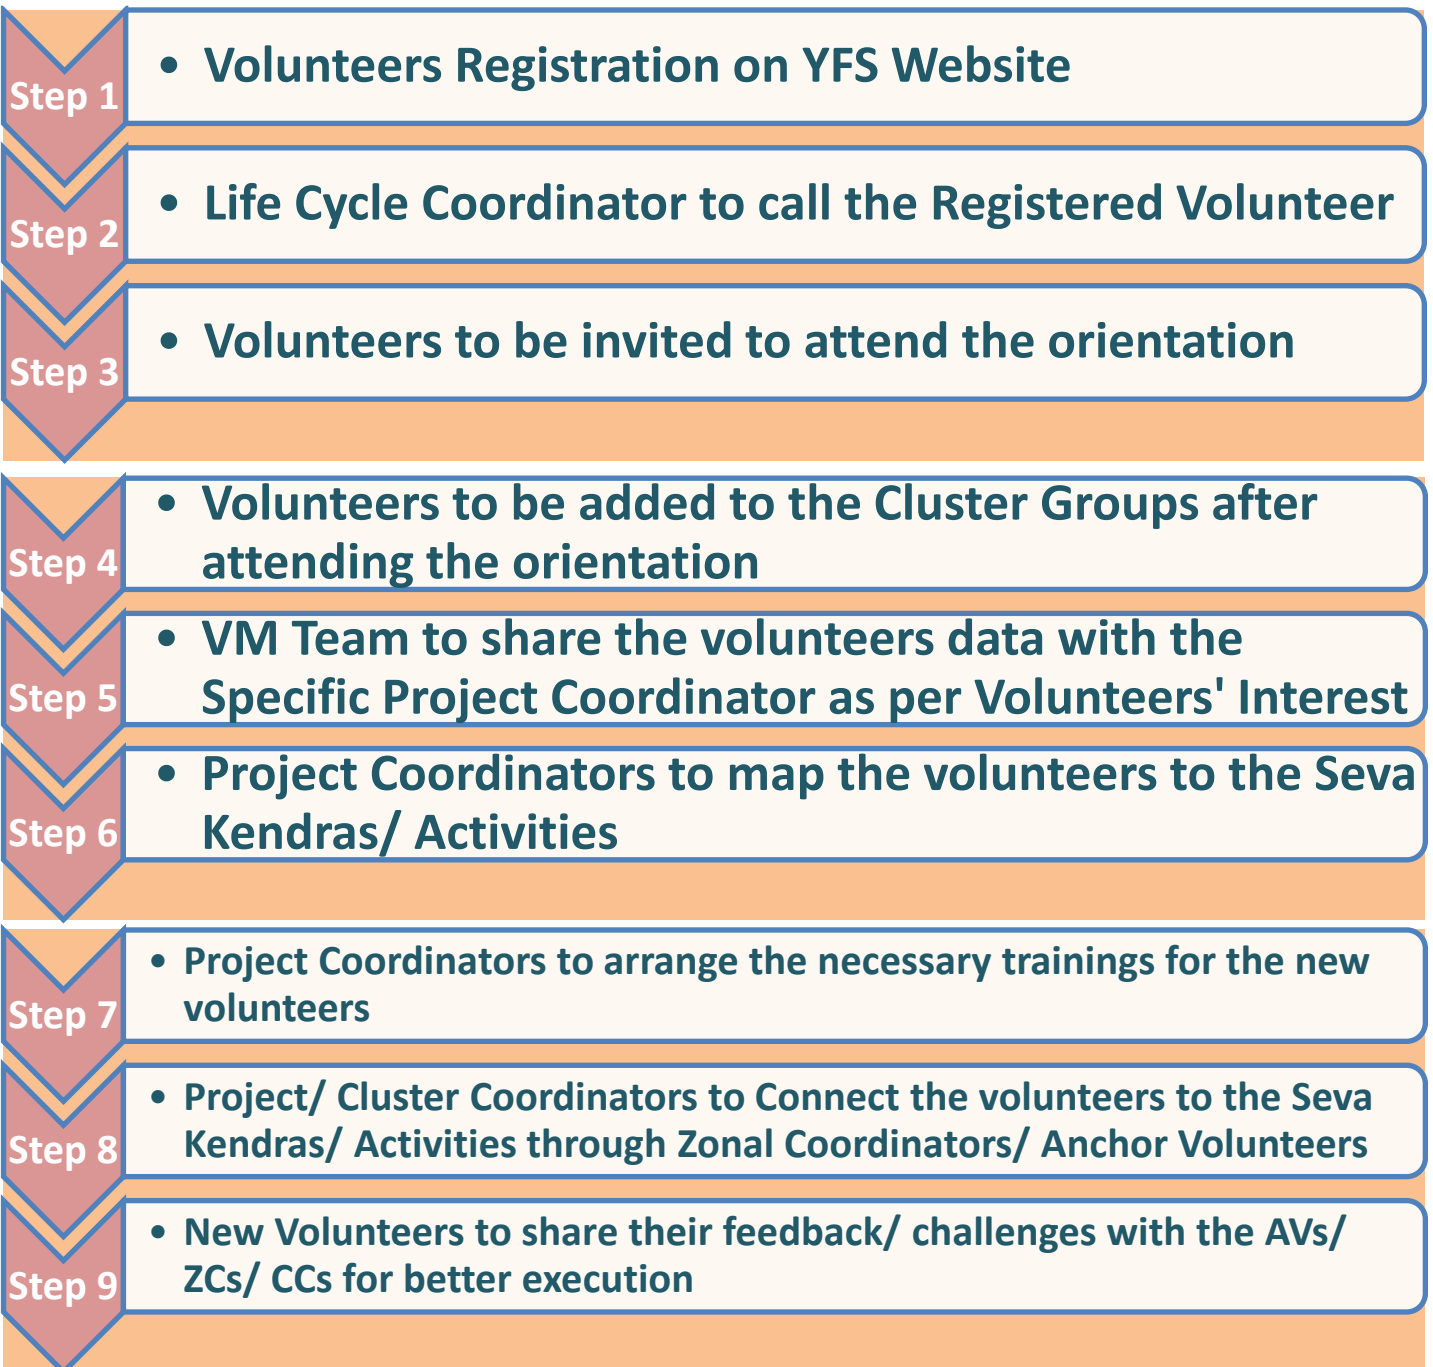 Step 1
• Volunteers Registration on YFS Website
Step 2
• Life Cycle Coordinator to call the Registered Volunteer
Step 3
• Volunteers to be invited to attend the orientation
Step 4
• Volunteers to be added to the Cluster Groups after
attending the orientation
Step 5
• VM Team to share the volunteers data with the
Specific Project Coordinator as per Volunteers' Interest
Step 6
• Project Coordinators to map the volunteers to the Seva
Kendras/ Activities
Step 7
• Project Coordinators to arrange the necessary trainings for the new
volunteers
Step 8
• Project/ Cluster Coordinators to Connect the volunteers to the Seva
Kendras/ Activities through Zonal Coordinators/ Anchor Volunteers
Step 9
• New Volunteers to share their feedback/ challenges with the AVs/
ZCs/ CCs for better execution